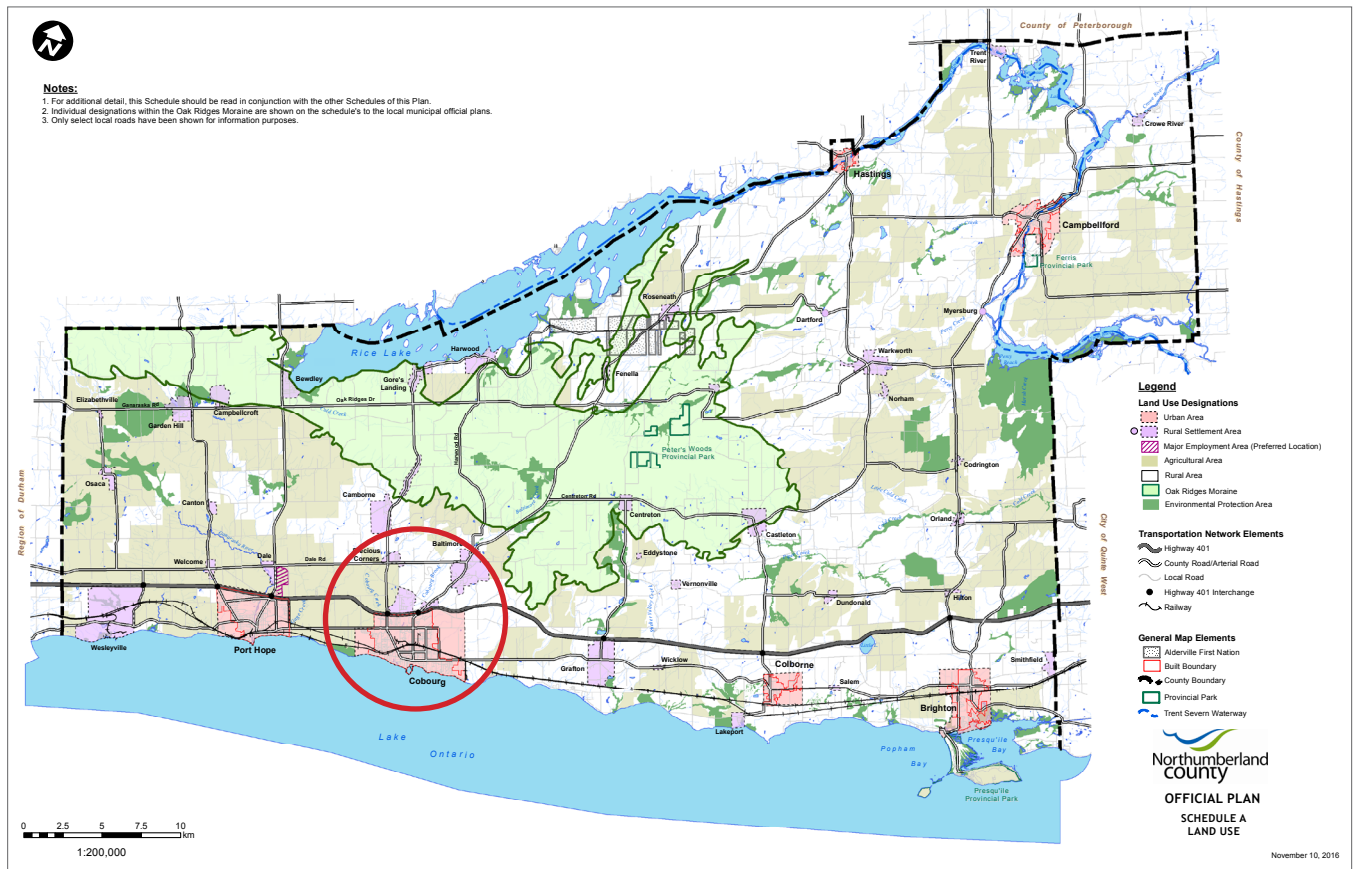 County of Peterborough
N
Notes:
1. For additional detail, this Schedule should be read in conjunction with the other Schedules of this Plan.
2. Individual designations within the Oak Ridges Moraine are shown on the schedule's to the local municipal official plans.
3. Only select local roads have been shown for information purposes.
Trent
River
Crowe River
County of Hastings
Hastings
Campbellford
Ferris
Provincial Park
Roseneath
Dartford
Myersburg
Rice Lake
Harwood
Warkworth
Bewdley
Gore's
Landing
Fenella
Elizabethville
Ganaraska Rd
Oak Ridges Dr
Campbellcroft
Garden Hill
Norham
Peter's Woods
Provincial Park
Codrington
Osaca
Camborne
Centreton Rd
Canton
Centreton
Orland
Castleton
Baltimore
Region of Durham
City of Quinte West
Dale
Precious
Corners
Eddystone
Welcome
Dale Rd
Vernonville
Dundonald
Hilton
Wesleyville
Port Hope
Cobourg
Grafton
Wicklow
Colborne
Salem
Smithfield
Brighton
Lakeport
Lake
Ontario
Popham
Bay
Presqu'ile
Bay
Presqu'ile
Provincial Park
Legend
Land Use Designations
Urban Area
Rural Settlement Area
Major Employment Area (Preferred Location)
Agricultural Area
Rural Area
Oak Ridges Moraine
Environmental Protection Area
Transportation Network Elements
Highway 401
County Road/Arterial Road
Local Road
Highway 401 Interchange
Railway
General Map Elements
Alderville First Nation
Built Boundary
County Boundary
Provincial Park
Trent Severn Waterway
Northumberland
county
OFFICIAL PLAN
SCHEDULE A
LAND USE
0 2.5 5 7.5 10
km
1:200,000
November 10, 2016